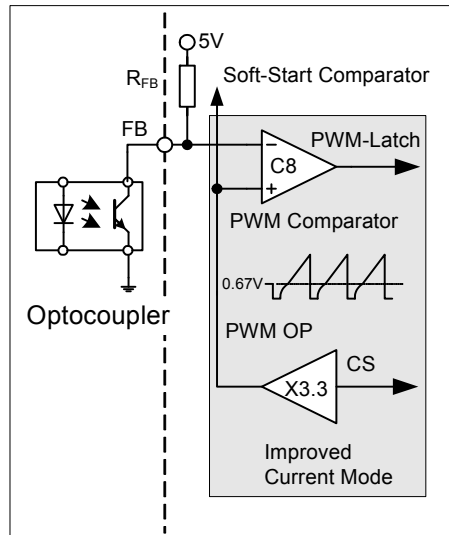 5V
R_FB
Soft-Start Comparator
FB
PWM-Latch
−
C8
+
PWM Comparator
0.67V
Optocoupler
PWM OP
CS
X3.3
Improved
Current Mode